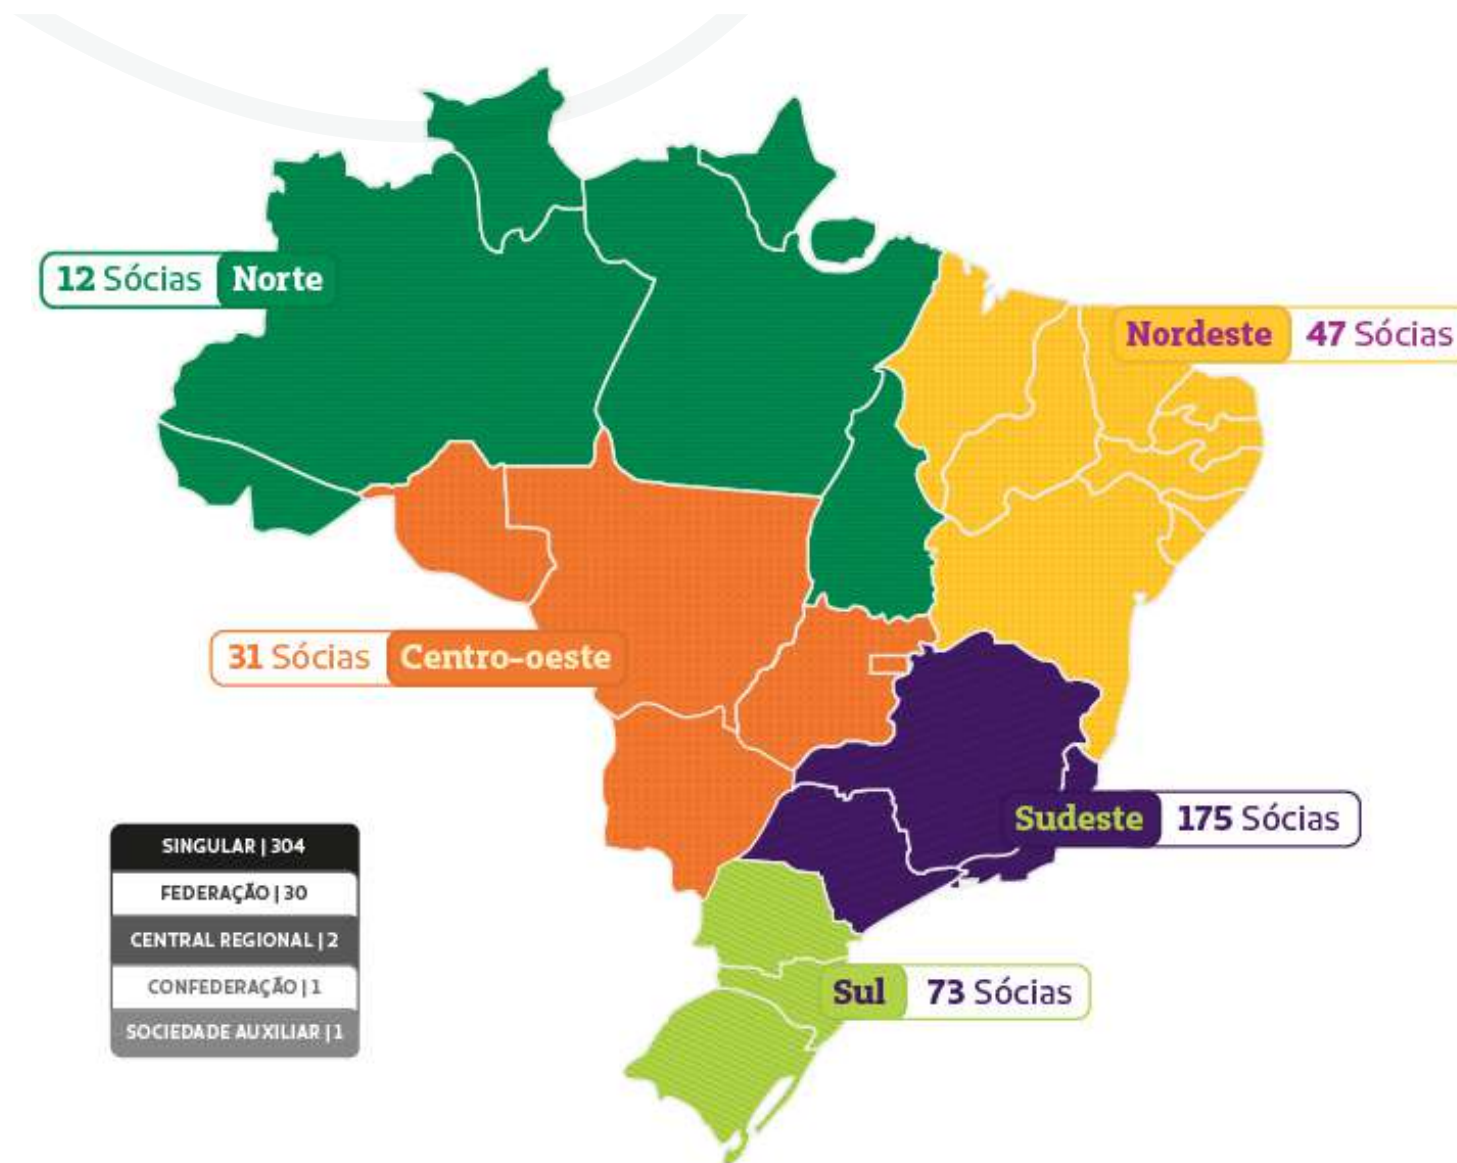 12 Sócias Norte
Nordeste 47 Sócias
31 Sócias Centro-oeste
Sudeste 175 Sócias
SINGULAR | 304
FEDERAÇÃO | 30
CENTRAL REGIONAL | 2
CONFEDERAÇÃO | 1
SOCIEDADE AUXILIAR | 1
Sul 73 Sócias